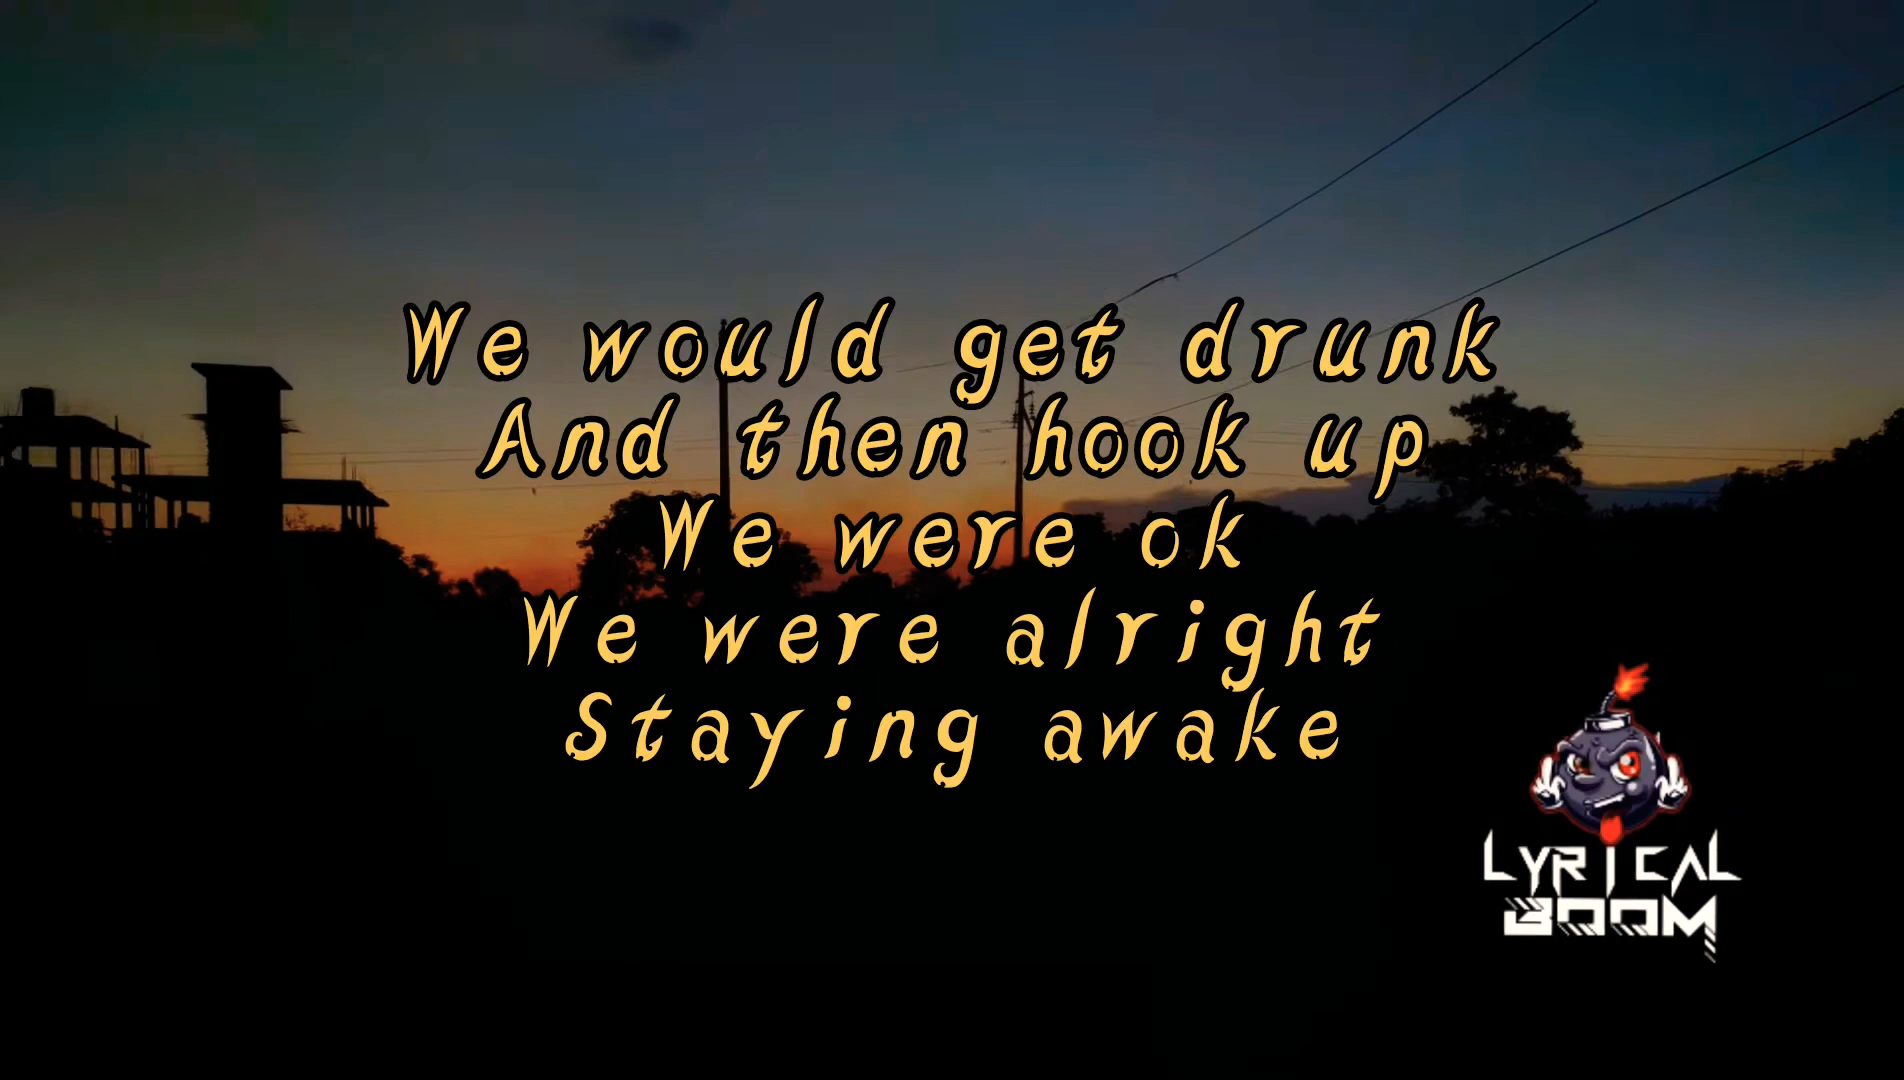 We would get drunk
And then hook up
We were ok
We were alright
Staying awake
LYRICAL
BOOM